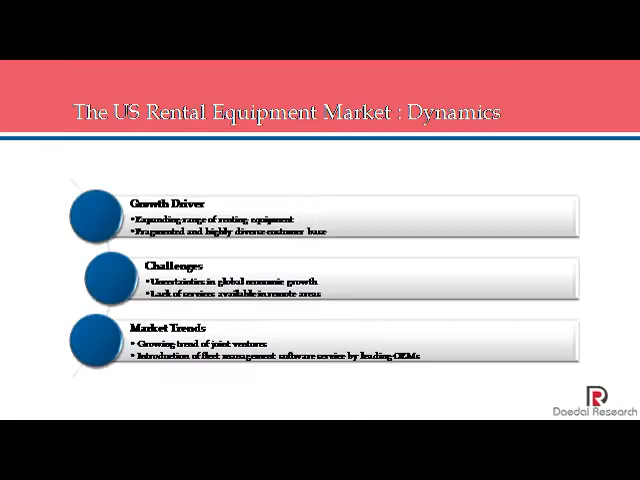 The US Rental Equipment Market : Dynamics
Growth Driver
•Expanding range of renting equipment
•Fragmented and highly diverse customer base
Challenges
•Uncertainties in global economic growth
•Lack of services available in remote areas
Market Trends
• Growing trend of joint ventures
• Introduction of fleet management software service by leading OEMs
Daedal Research